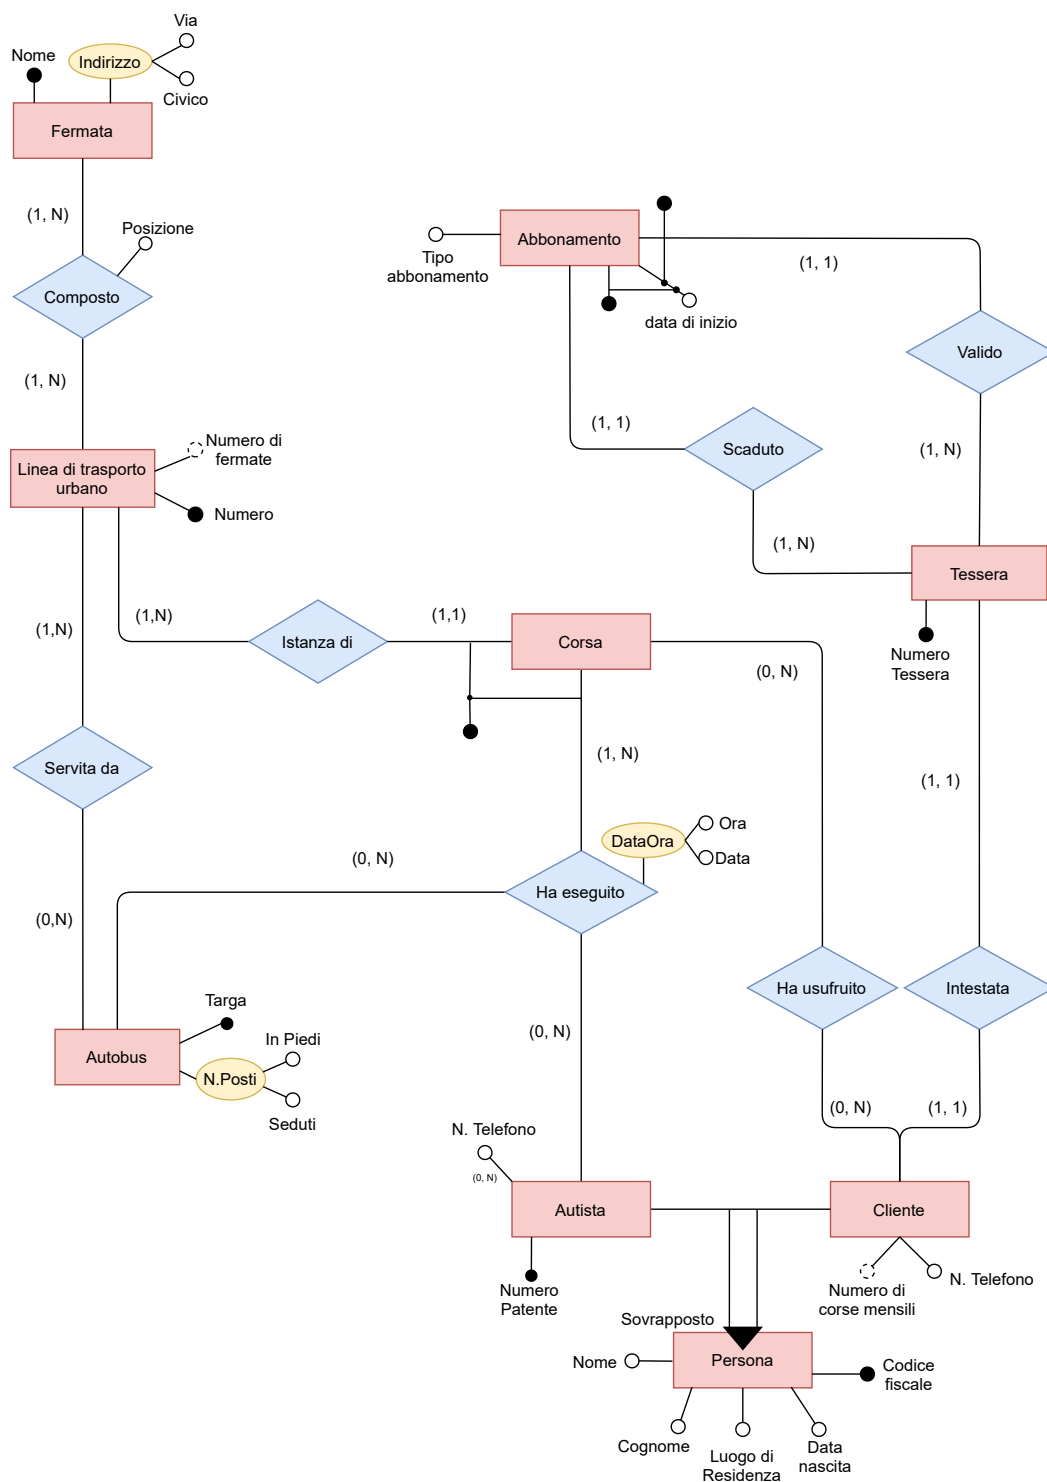 Via
Nome
Indirizzo
Civico
Fermata
(1, N)
Posizione
Composto
(1, N)
Abbonamento
Tipo
abbonamento
(1, 1)
data di inizio
Valido
(1, 1)
Scaduto
(1, N)
(1, N)
Numero di
fermate
Linea di trasporto
urbano
Numero
Tessera
Numero
Tessera
(1,N)
(1,N)
Istanza di
(1,1)
Corsa
(0, N)
Servita da
(1, N)
(1, 1)
DataOra
Ora
Data
(0, N)
Ha eseguito
(0,N)
Ha usufruito
Intestata
Targa
(0, N)
Autobus
In Piedi
N.Posti
Seduti
(0, N)
(1, 1)
N. Telefono
(0, N)
Autista
Cliente
Numero
Patente
Numero di
corse mensili
N. Telefono
Sovrapposto
Nome
Persona
Codice
fiscale
Cognome
Luogo di
Residenza
Data
nascita